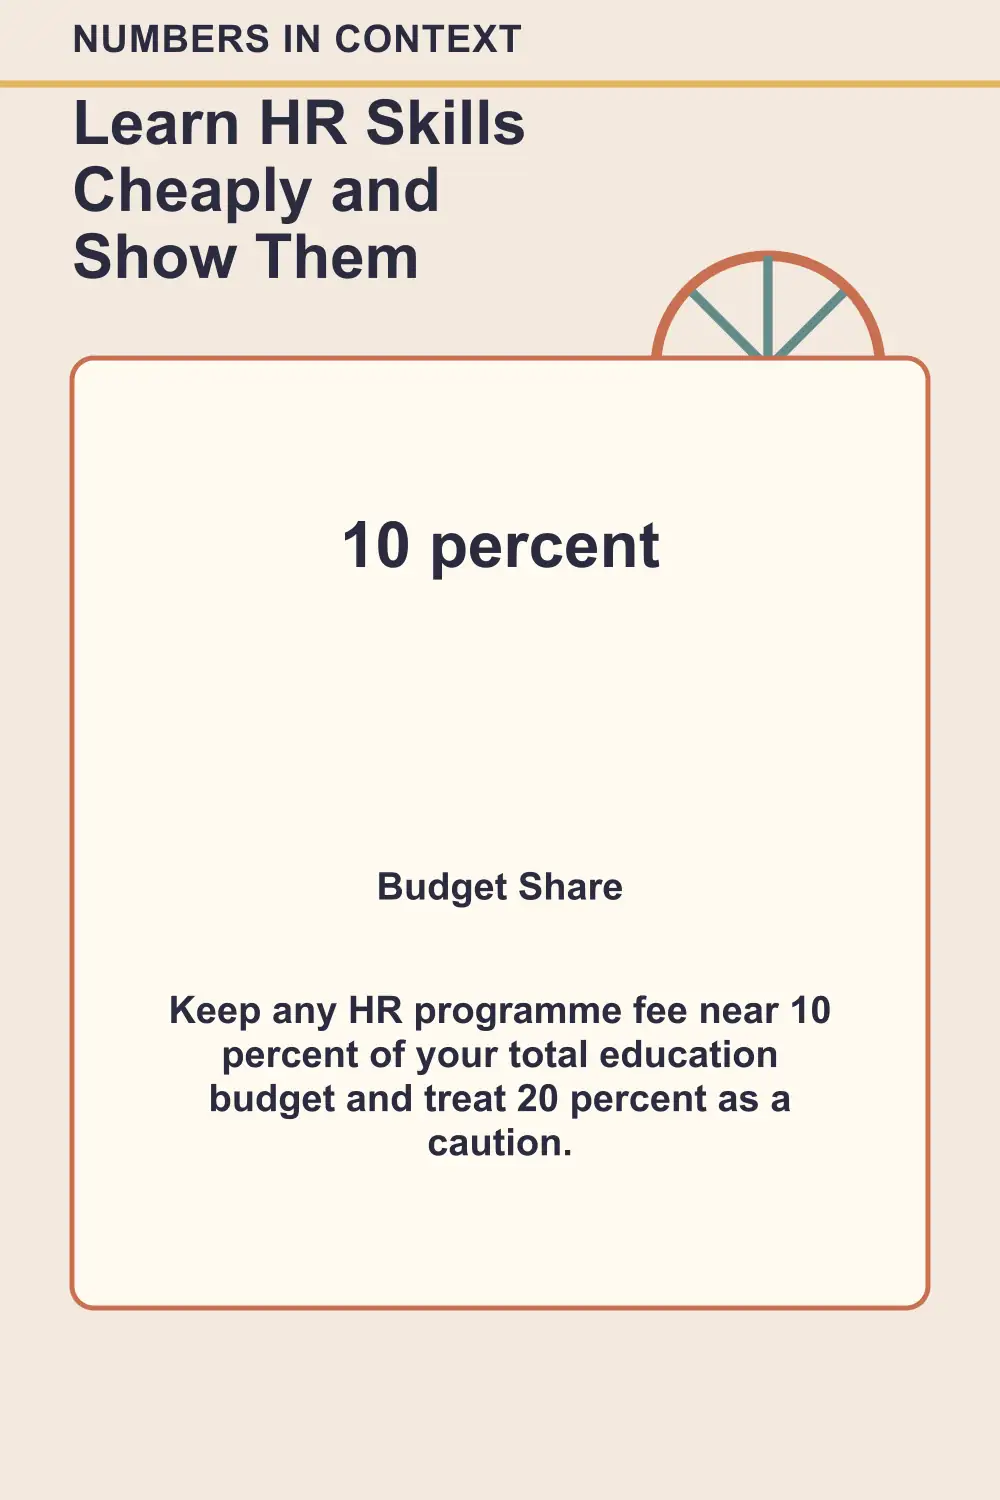 NUMBERS IN CONTEXT
Learn HR Skills
Cheaply and
Show Them
10 percent
Budget Share
Keep any HR programme fee near 10
percent of your total education
budget and treat 20 percent as a
caution.